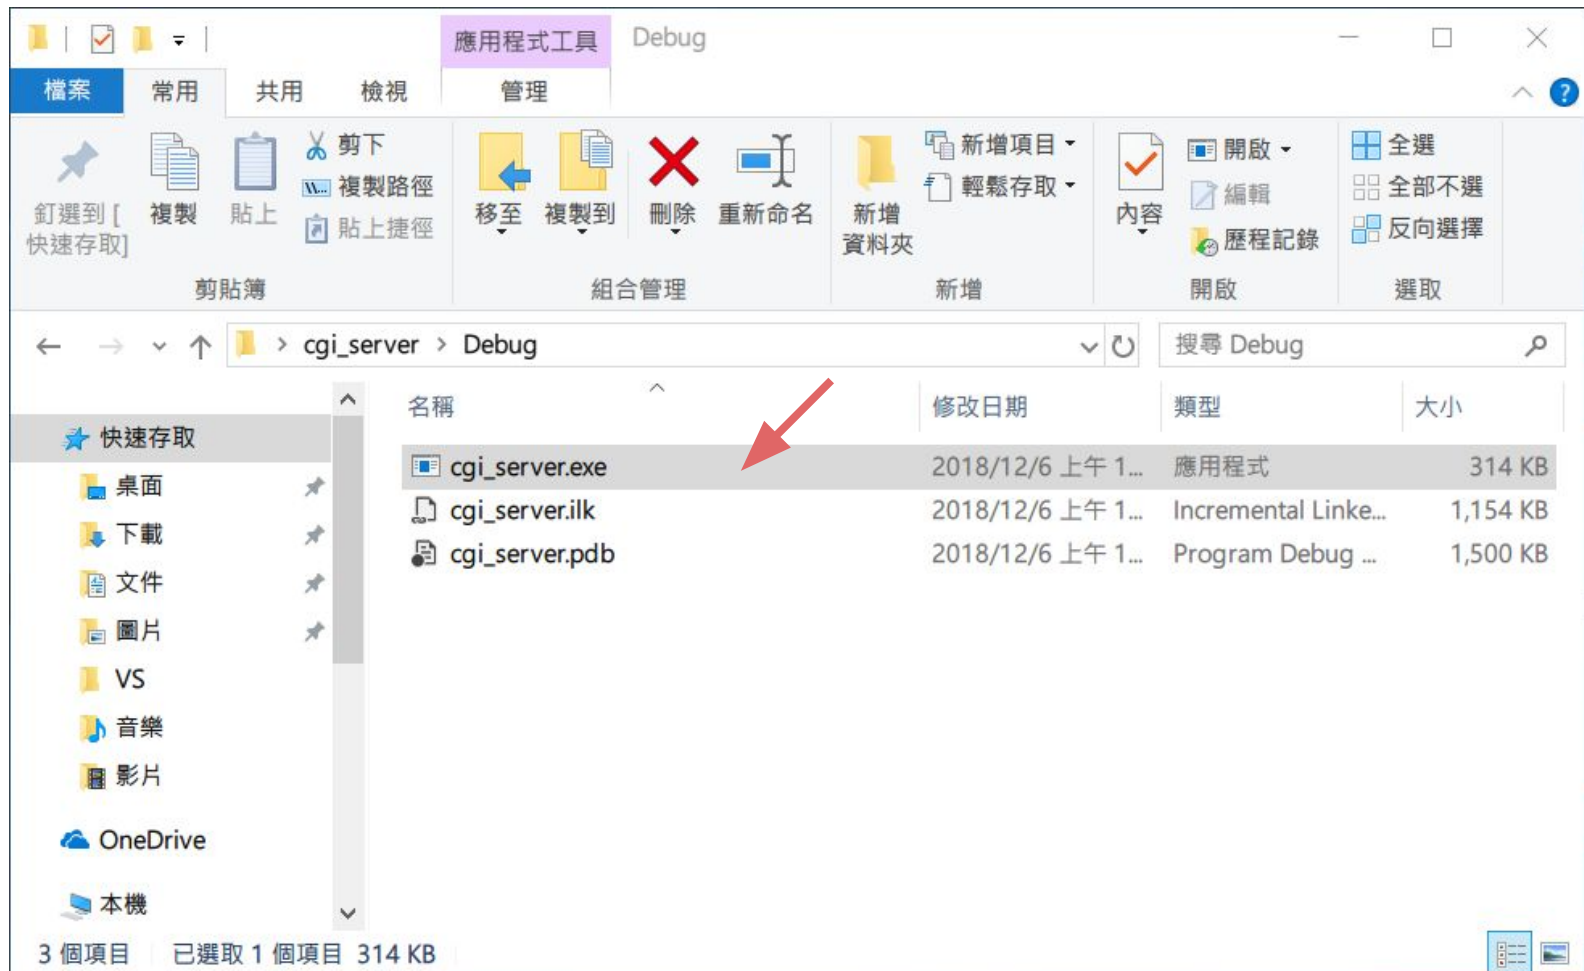 應用程式工具 Debug
檔案 常用 共用 檢視 管理
釘選到 [
快速存取]
複製
貼上
剪下
複製路徑
貼上捷徑
剪貼簿
移至
複製到
刪除
重新命名
組合管理
新增
資料夾
新增項目
輕鬆存取
新增
內容
開啟
編輯
歷程記錄
開啟
全選
全部不選
反向選擇
選取
cgi_server > Debug
搜尋 Debug
快速存取
桌面
下載
文件
圖片
VS
音樂
影片
OneDrive
本機
名稱 修改日期 類型 大小
cgi_server.exe 2018/12/6 上午 1... 應用程式 314 KB
cgi_server.ilk 2018/12/6 上午 1... Incremental Linke... 1,154 KB
cgi_server.pdb 2018/12/6 上午 1... Program Debug ... 1,500 KB
3 個項目 已選取 1 個項目 314 KB